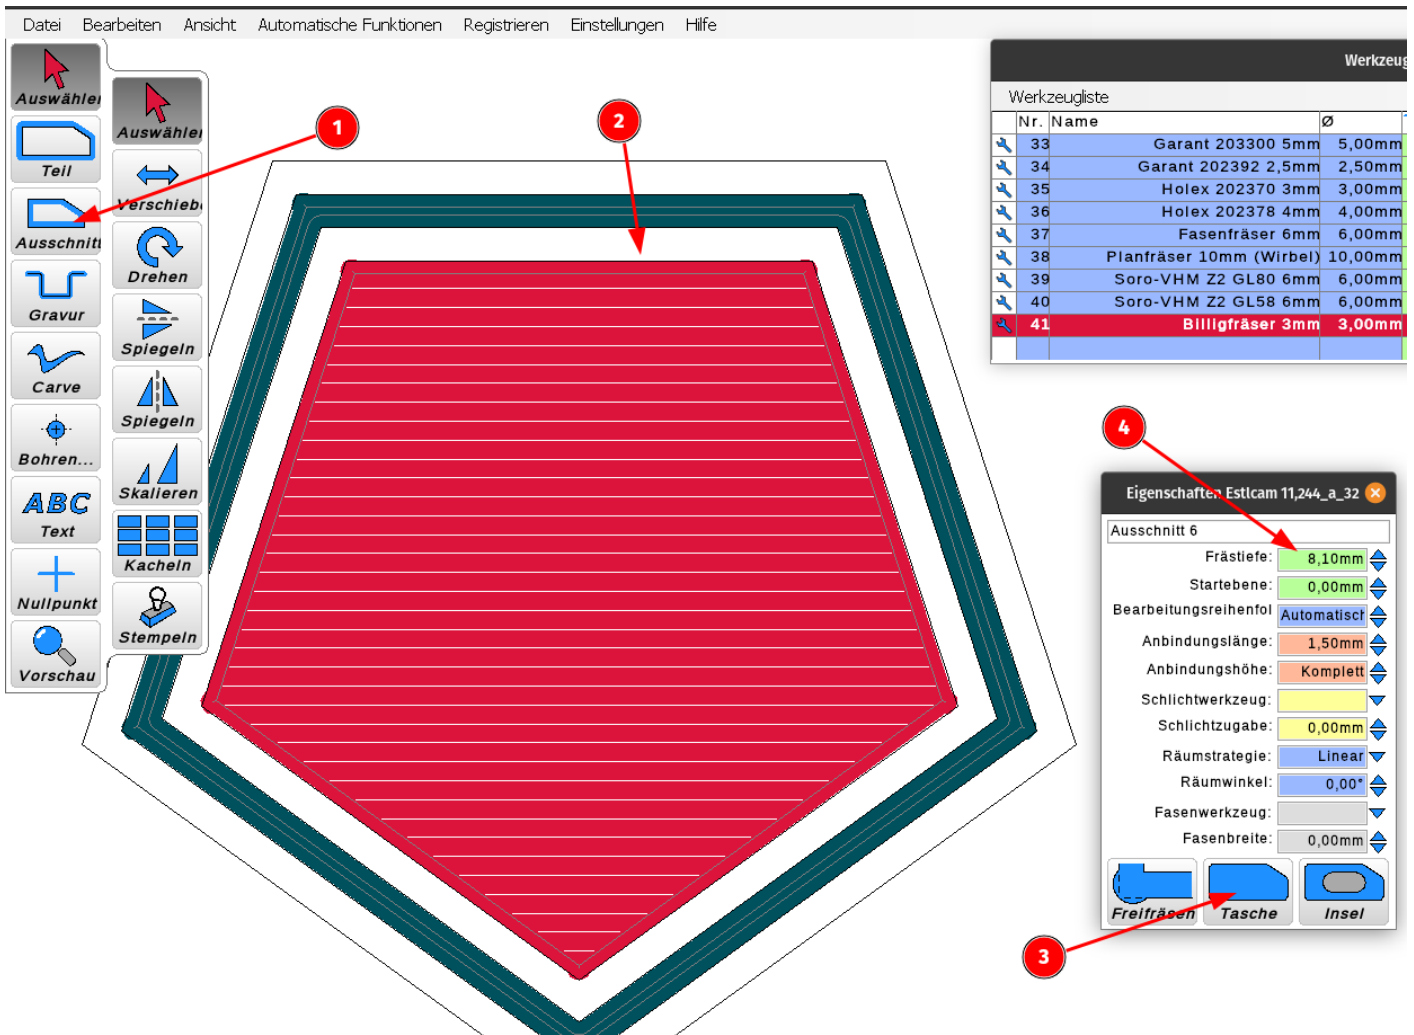 Datei Bearbeiten Ansicht Automatische Funktionen Registrieren Einstellungen Hilfe
Auswähler
Teil
Ausschnitt
Gravur
Carve
Bohren...
ABC
Text
Nullpunkt
Vorschau
Auswähler
Verschieb
Drehen
Spiegeln
Spiegeln
Skalieren
Kacheln
Stempeln
1
2
Werkzeug
Werkzeugliste
Nr. Name Ø
33 Garant 203300 5mm 5,00mm
34 Garant 202392 2,5mm 2,50mm
35 Holex 202370 3mm 3,00mm
36 Holex 202378 4mm 4,00mm
37 Fasenfräser 6mm 6,00mm
38 Planfräser 10mm (Wirbel) 10,00mm
39 Soro-VHM Z2 GL80 6mm 6,00mm
40 Soro-VHM Z2 GL58 6mm 6,00mm
41 Billigfräser 3mm 3,00mm
4
Eigenschaften Estlcam 11,244_a_32
Ausschnitt 6
Frästiefe: 8,10mm
Startebene: 0,00mm
Bearbeitungsreihenfol Automatisch
Anbindungslänge: 1,50mm
Anbindungshöhe: Komplett
Schlichtwerkzeug:
Schlichtzugabe: 0,00mm
Räumstrategie: Linear
Räumwinkel: 0,00°
Fasenwerkzeug:
Fasenbreite: 0,00mm
Freifräsen Tasche Insel
3